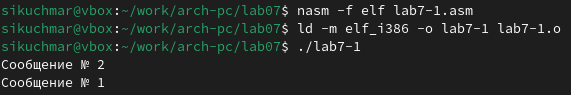 sikuchmar@vbox:~/work/arch-pc/lab07$ nasm -f elf lab7-1.asm
sikuchmar@vbox:~/work/arch-pc/lab07$ ld -m elf_i386 -o lab7-1 lab7-1.o
sikuchmar@vbox:~/work/arch-pc/lab07$ ./lab7-1
Сообщение № 2
Сообщение № 1